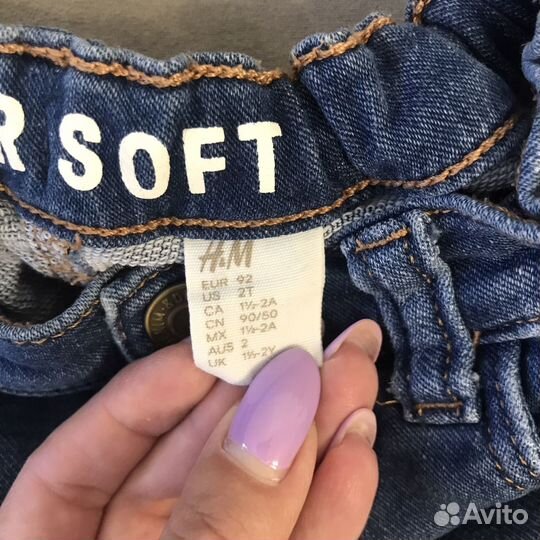 R SOFT
H&M
EUR 92
US 2T
CA 1½-2A
CN 90/50
MX 1½-2A
AUS 2
UK 1½-2Y
Avito